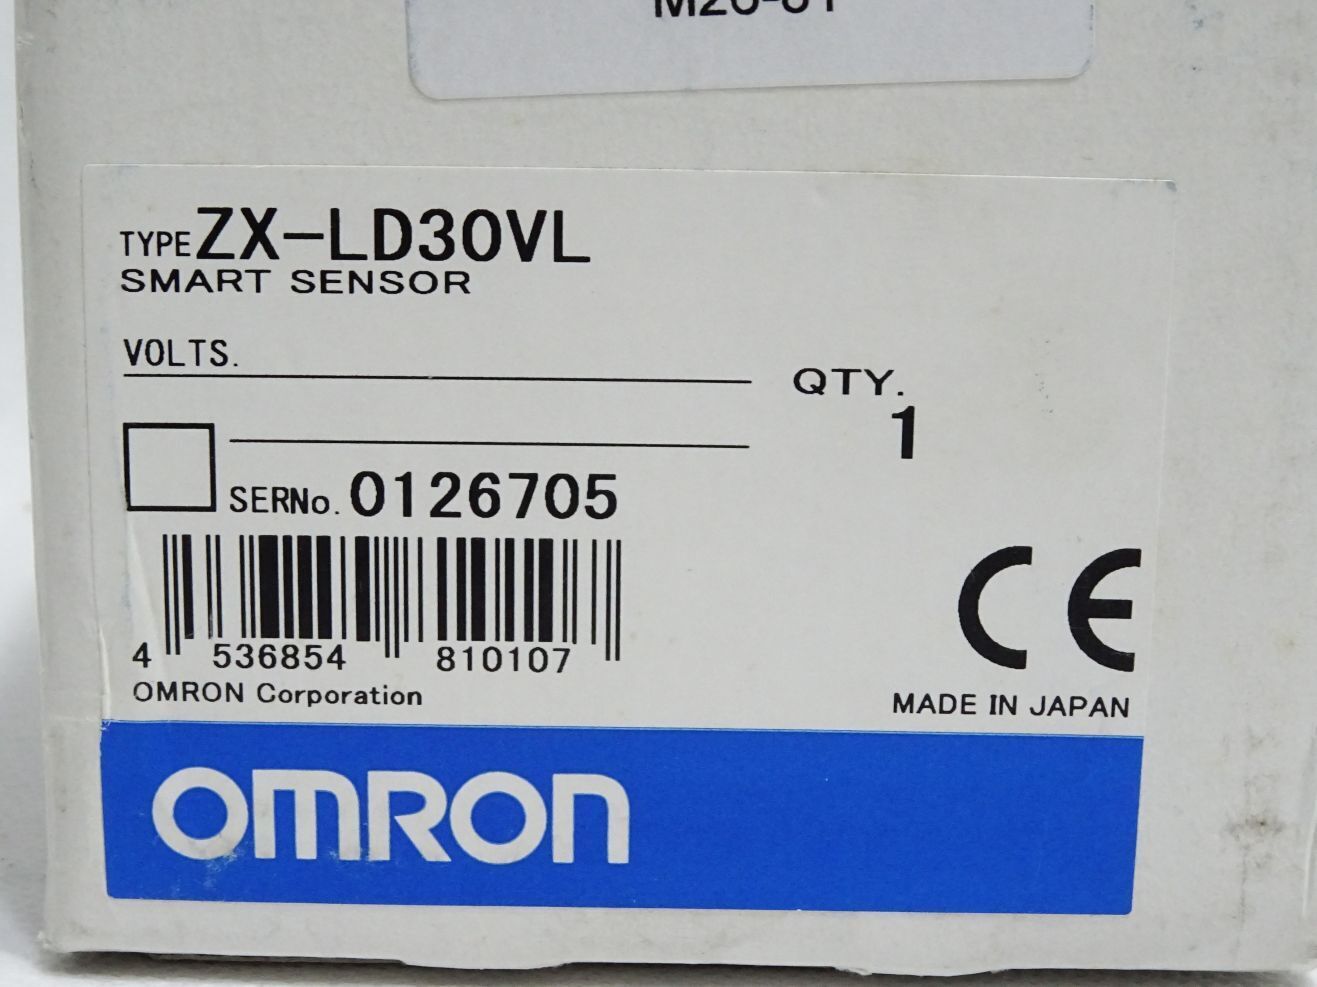 TYPE ZX-LD30VL
SMART SENSOR
VOLTS.
QTY.
1
SERNo. 0126705
4 536854 810107
OMRON Corporation
MADE IN JAPAN
CE
OMRON